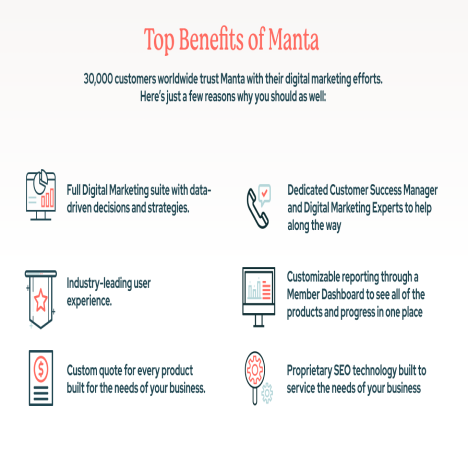 Top Benefits of Manta
30,000 customers worldwide trust Manta with their digital marketing efforts.
Here's just a few reasons why you should as well:
Full Digital Marketing suite with data-
driven decisions and strategies.
Dedicated Customer Success Manager
and Digital Marketing Experts to help
along the way
Industry-leading user
experience.
Customizable reporting through a
Member Dashboard to see all of the
products and progress in one place
$
Custom quote for every product
built for the needs of your business.
Proprietary SEO technology built to
service the needs of your business